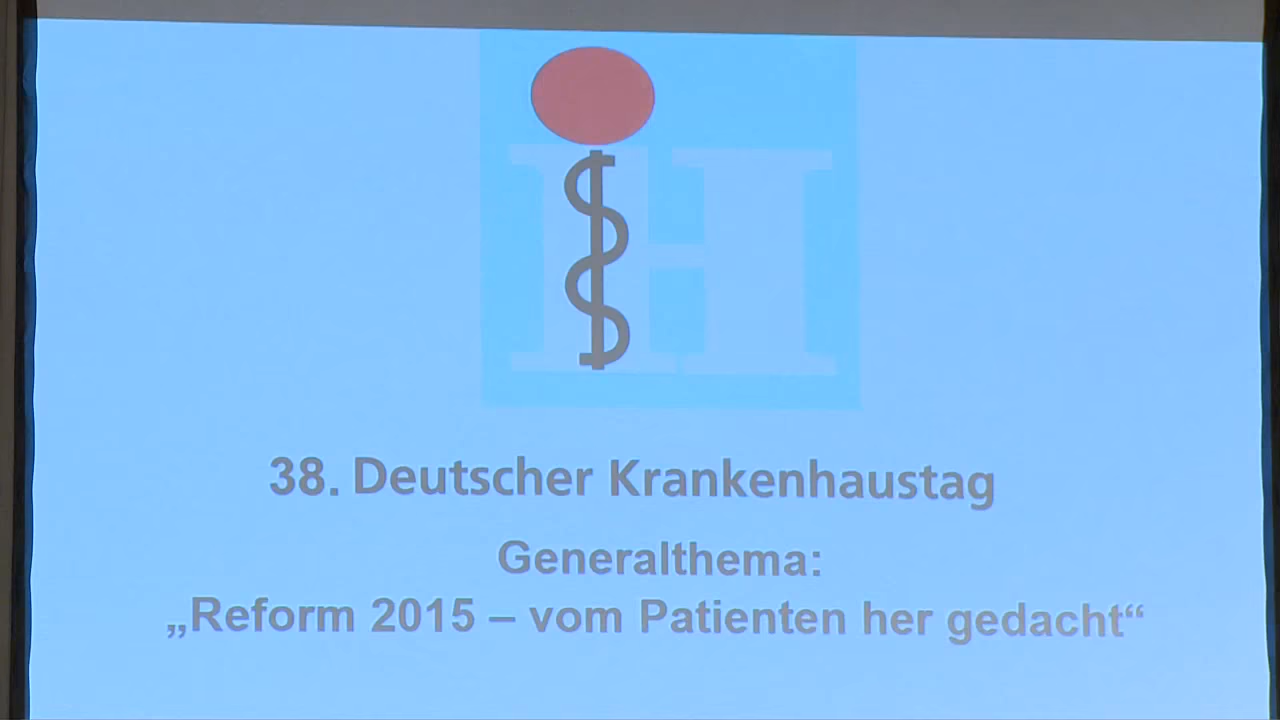 H
38. Deutscher Krankenhaustag
Generalthema:
„Reform 2015 – vom Patienten her gedacht“